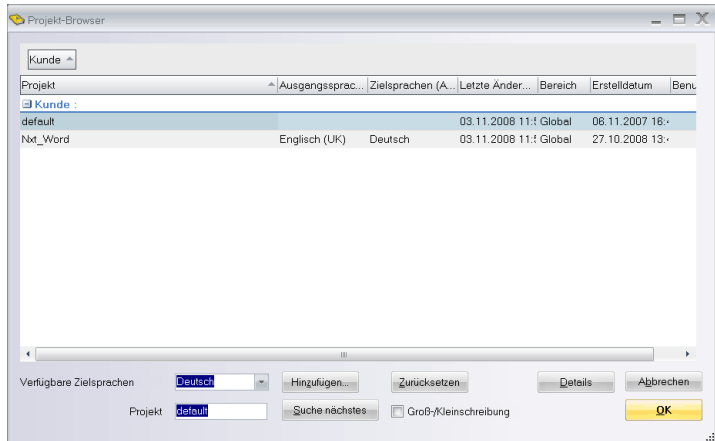 Projekt-Browser
Kunde
Projekt Ausgangssprac... Zielsprachen (A... Letzte Änder... Bereich Erstelldatum Benu
Kunde :
default 03.11.2008 11: Global 06.11.2007 16:
Nxt_Word Englisch (UK) Deutsch 03.11.2008 11: Global 27.10.2008 13:
Verfügbare Zielsprachen Deutsch Hinzufügen... Zurücksetzen Details Abbrechen
Projekt default Suche nächstes Groß-/Kleinschreibung OK